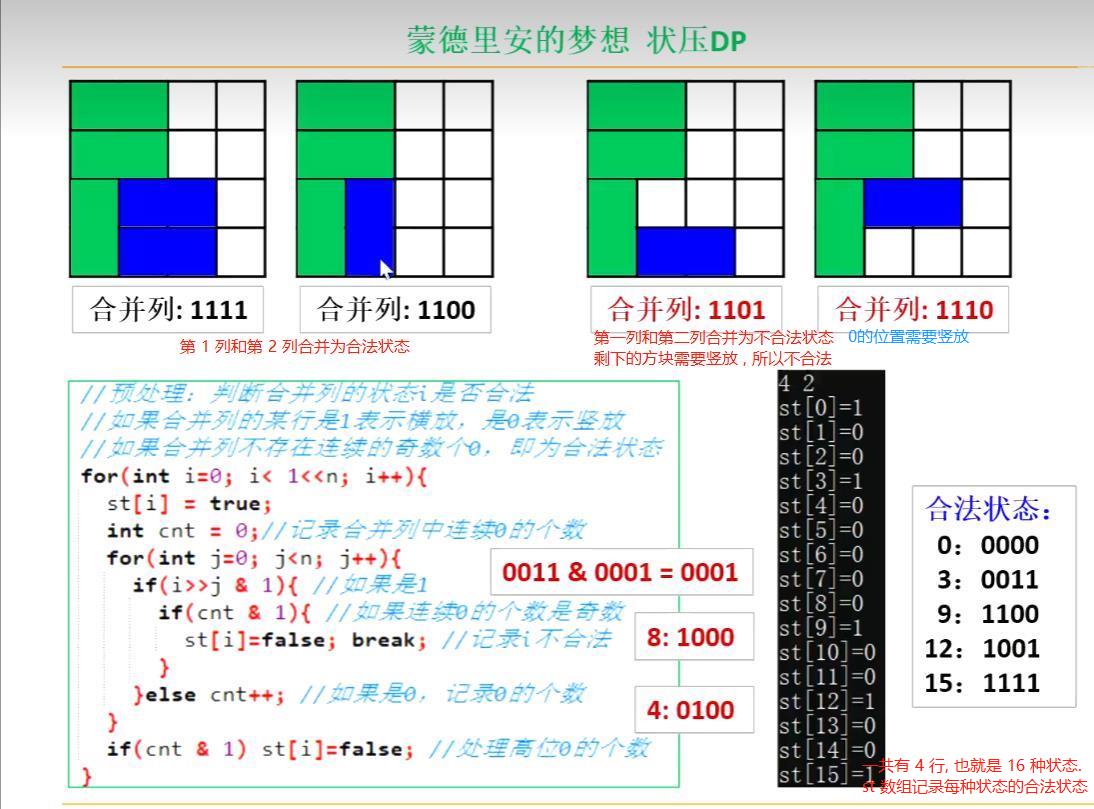 蒙德里安的梦想 状压DP
合并列: 1111
合并列: 1100
合并列: 1101
合并列: 1110
第 1 列和第 2 列合并为合法状态
第一列和第二列合并为不合法状态
剩下的方块需要竖放 , 所以不合法
0的位置需要竖放
//预处理：判断合并列的状态i是否合法
//如果合并列的某行是1表示横放，是0表示竖放
//如果合并列不存在连续的奇数个0，即为合法状态
for(int i=0; i< 1<<n; i++){
st[i] = true;
int cnt = 0;//记录合并列中连续0的个数
for(int j=0; j<n; j++){
if(i>>j & 1){ //如果是1
if(cnt & 1){ //如果连续0的个数是奇数
st[i]=false; break; //记录i不合法
}
}else cnt++; //如果是0，记录0的个数
}
if(cnt & 1) st[i]=false; //处理高位0的个数
}
0011 & 0001 = 0001
8: 1000
4: 0100
4 2
st[0]=1
st[1]=0
st[2]=0
st[3]=1
st[4]=0
st[5]=0
st[6]=0
st[7]=0
st[8]=0
st[9]=1
st[10]=0
st[11]=0
st[12]=1
st[13]=0
st[14]=0
st[15]=1
合法状态：
0： 0000
3： 0011
9： 1100
12： 1001
15： 1111
一共有 4 行, 也就是 16 种状态.
st 数组记录每种状态的合法状态